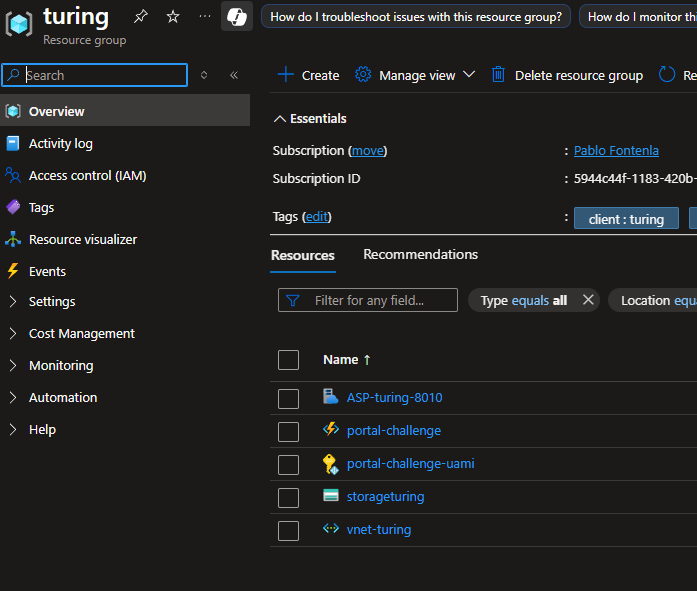 turing
Resource group
How do I troubleshoot issues with this resource group?
How do I monitor
Search
Create
Manage view
Delete resource group
Overview
Activity log
Access control (IAM)
Tags
Resource visualizer
Events
Settings
Cost Management
Monitoring
Automation
Help
Essentials
Subscription (move)
: Pablo Fontenla
Subscription ID
: 5944c44f-1183-420b-
Tags (edit)
: client : turing
Resources
Recommendations
Filter for any field...
Type equals all
Location
Name ↑
ASP-turing-8010
portal-challenge
portal-challenge-uami
storageturing
vnet-turing